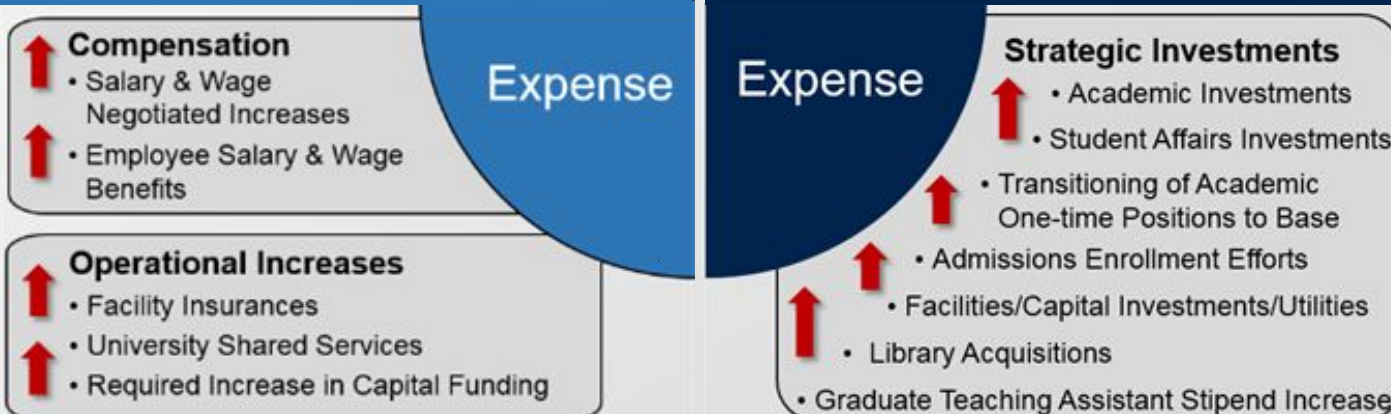 Compensation
• Salary & Wage
Negotiated Increases
• Employee Salary & Wage
Benefits
Expense
Operational Increases
• Facility Insurances
• University Shared Services
• Required Increase in Capital Funding
Expense
Strategic Investments
• Academic Investments
• Student Affairs Investments
• Transitioning of Academic
One-time Positions to Base
• Admissions Enrollment Efforts
• Facilities/Capital Investments/Utilities
• Library Acquisitions
• Graduate Teaching Assistant Stipend Increase